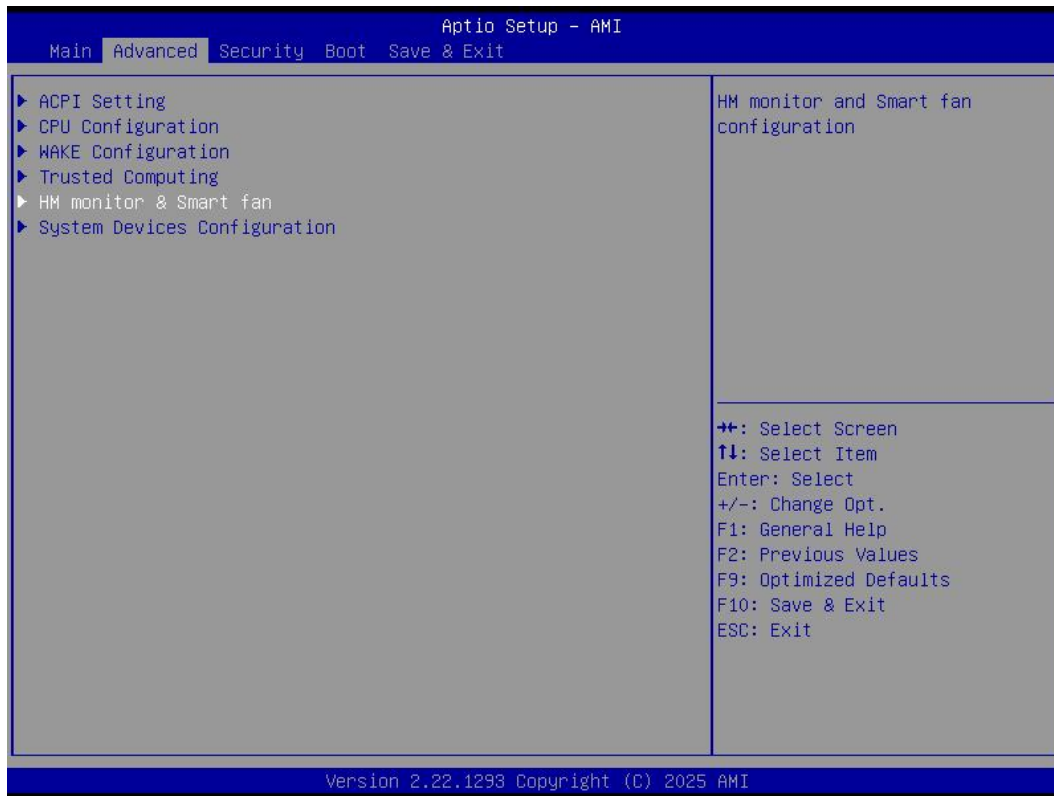 Aptio Setup – AMI
Main Advanced Security Boot Save & Exit
▶ ACPI Setting
▶ CPU Configuration
▶ WAKE Configuration
▶ Trusted Computing
▶ HM monitor & Smart fan
▶ System Devices Configuration
HM monitor and Smart fan
configuration
→←: Select Screen
↑↓: Select Item
Enter: Select
+/-: Change Opt.
F1: General Help
F2: Previous Values
F9: Optimized Defaults
F10: Save & Exit
ESC: Exit
Version 2.22.1293 Copyright (C) 2025 AMI